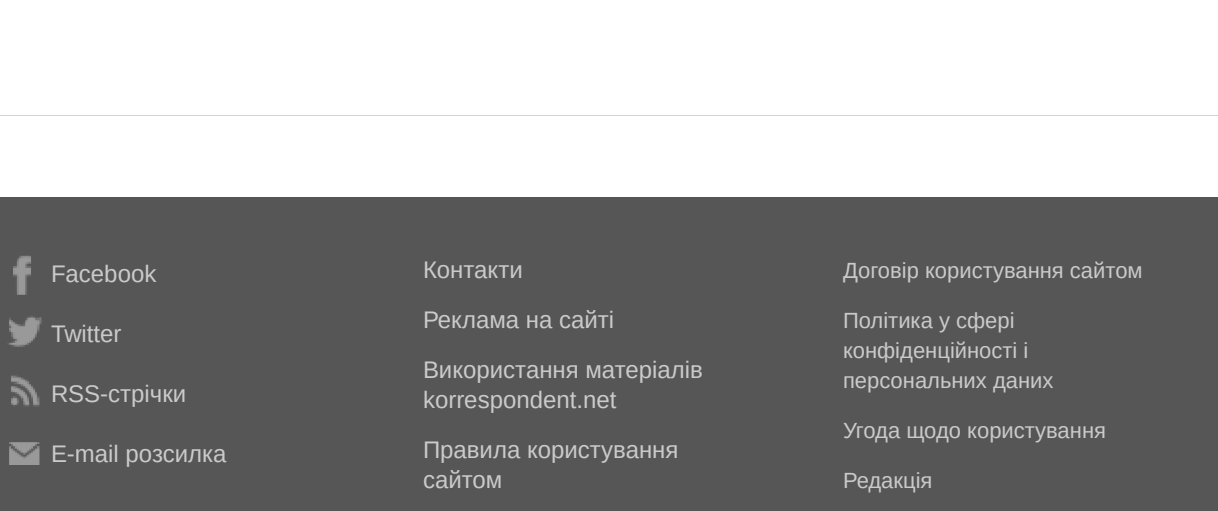 Facebook
Twitter
RSS-стрічки
E-mail розсилка
Контакти
Реклама на сайті
Використання матеріалів
korrespondent.net
Правила користування
сайтом
Договір користування сайтом
Політика у сфері
конфіденційності і
персональних даних
Угода щодо користування
Редакція